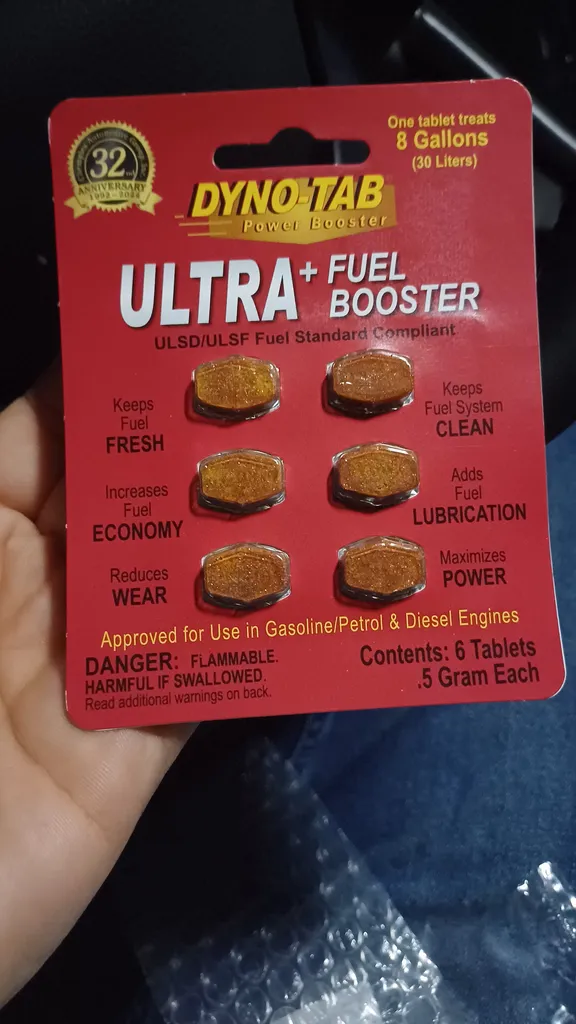 32nd
ANNIVERSARY
1992 - 2024
One tablet treats
8 Gallons
(30 Liters)
DYNO-TAB
Power Booster
ULTRA+ FUEL
BOOSTER
ULSD/ULSF Fuel Standard Compliant
Keeps
Fuel
FRESH
Keeps
Fuel System
CLEAN
Increases
Fuel
ECONOMY
Adds
Fuel
LUBRICATION
Reduces
WEAR
Maximizes
POWER
Approved for Use in Gasoline/Petrol & Diesel Engines
DANGER: FLAMMABLE.
HARMFUL IF SWALLOWED.
Read additional warnings on back.
Contents: 6 Tablets
.5 Gram Each